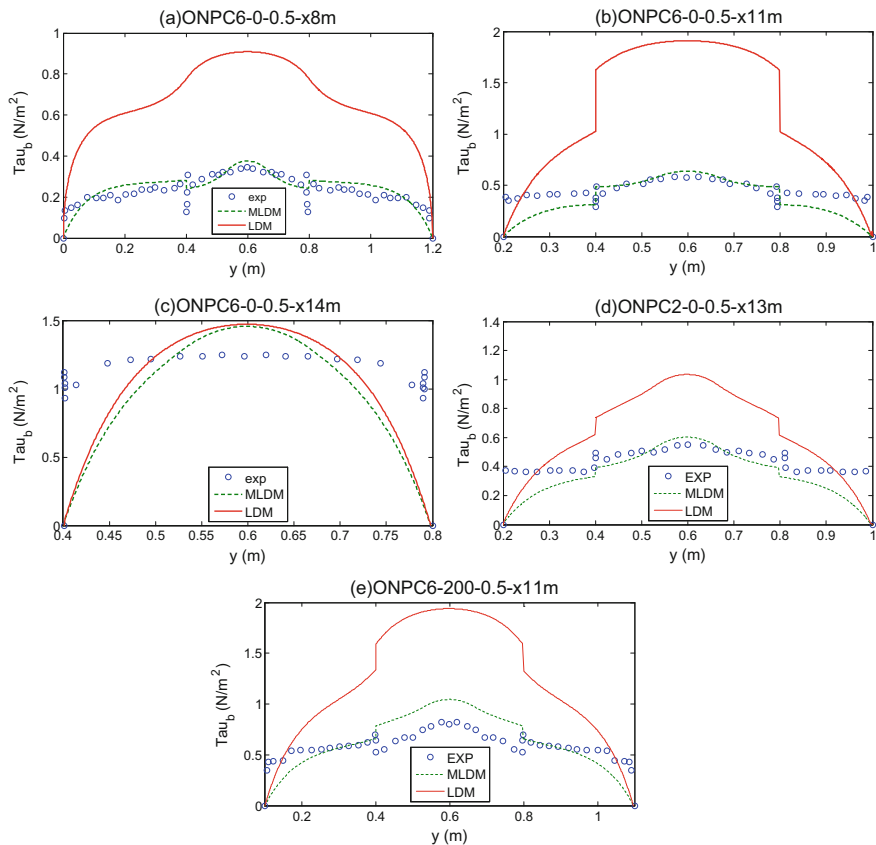 (a)ONPC6-0-0.5-x8m
1
0.8
0.6
0.4
0.2
0
Tau_b (N/m²)
exp
MLDM
LDM
0 0.2 0.4 0.6 0.8 1 1.2
y (m)
(b)ONPC6-0-0.5-x11m
2
1.5
1
0.5
0
Tau_b (N/m²)
exp
MLDM
LDM
0.2 0.3 0.4 0.5 0.6 0.7 0.8 0.9 1
y (m)
(c)ONPC6-0-0.5-x14m
1.5
1
0.5
0
Tau_b (N/m²)
exp
MLDM
LDM
0.4 0.45 0.5 0.55 0.6 0.65 0.7 0.75 0.8
y (m)
(d)ONPC2-0-0.5-x13m
1.4
1.2
1
0.8
0.6
0.4
0.2
0
Tau_b (N/m²)
EXP
MLDM
LDM
0.2 0.3 0.4 0.5 0.6 0.7 0.8 0.9 1
y (m)
(e)ONPC6-200-0.5-x11m
2
1.5
1
0.5
0
Tau_b (N/m²)
EXP
MLDM
LDM
0.2 0.4 0.6 0.8 1
y (m)